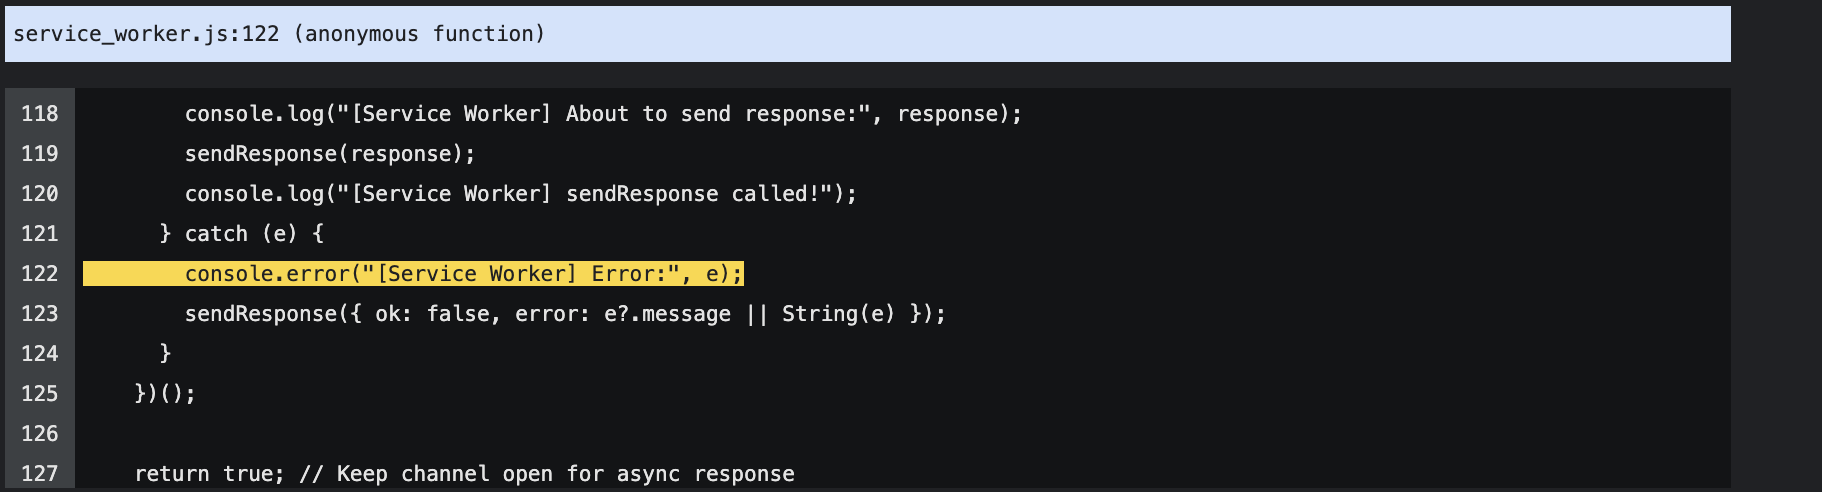 service_worker.js:122 (anonymous function)
118 console.log("[Service Worker] About to send response:", response);
119 sendResponse(response);
120 console.log("[Service Worker] sendResponse called!");
121 } catch (e) {
122 console.error("[Service Worker] Error:", e);
123 sendResponse({ ok: false, error: e?.message || String(e) });
124 }
125 })();
126
127 return true; // Keep channel open for async response